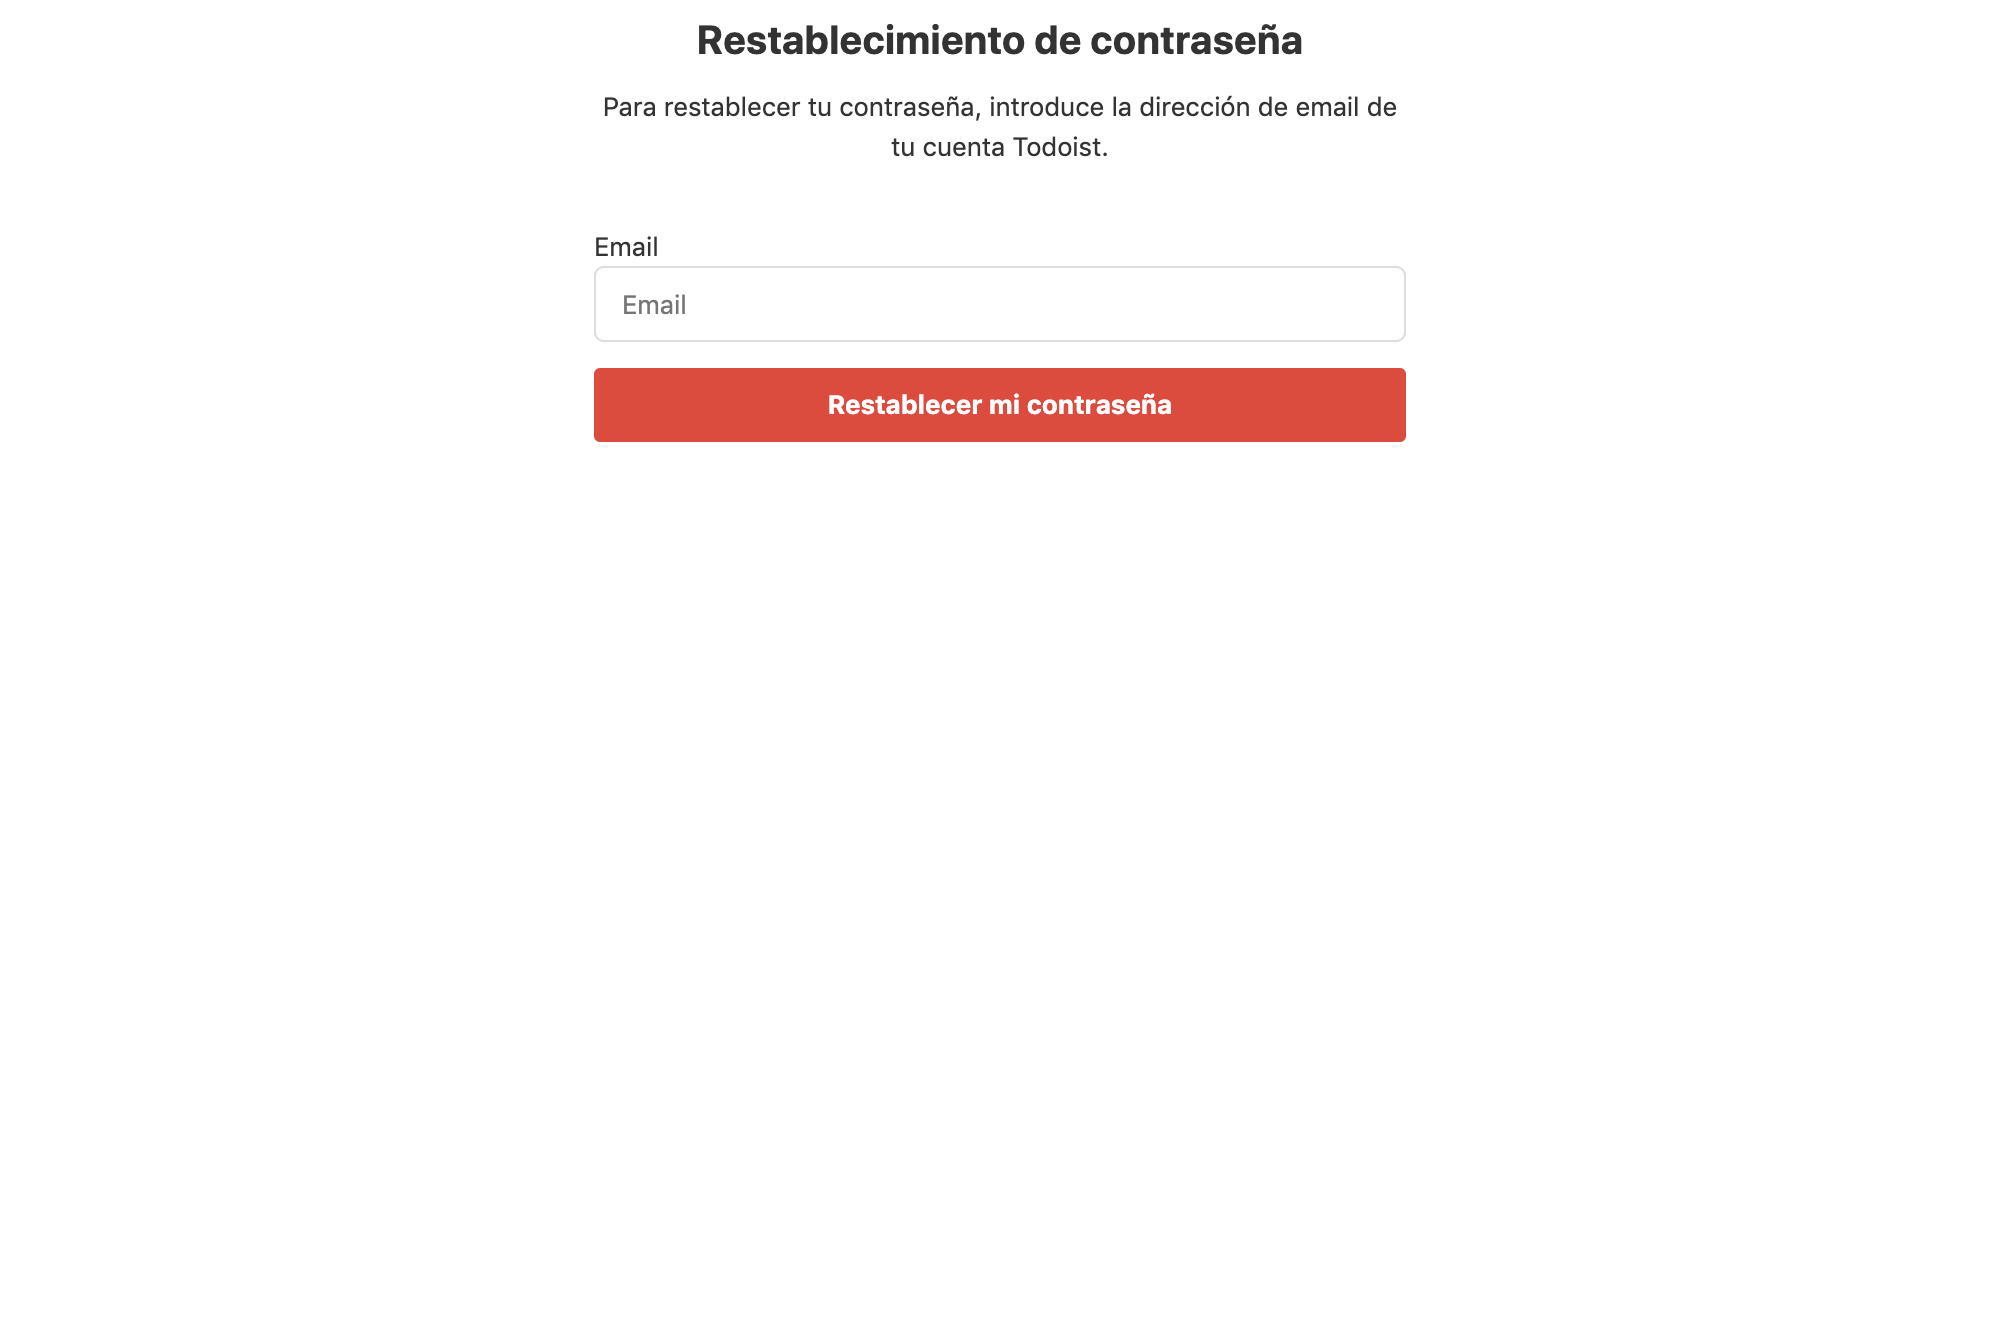 Restablecimiento de contraseña
Para restablecer tu contraseña, introduce la dirección de email de
tu cuenta Todoist.
Email
Email
Restablecer mi contraseña